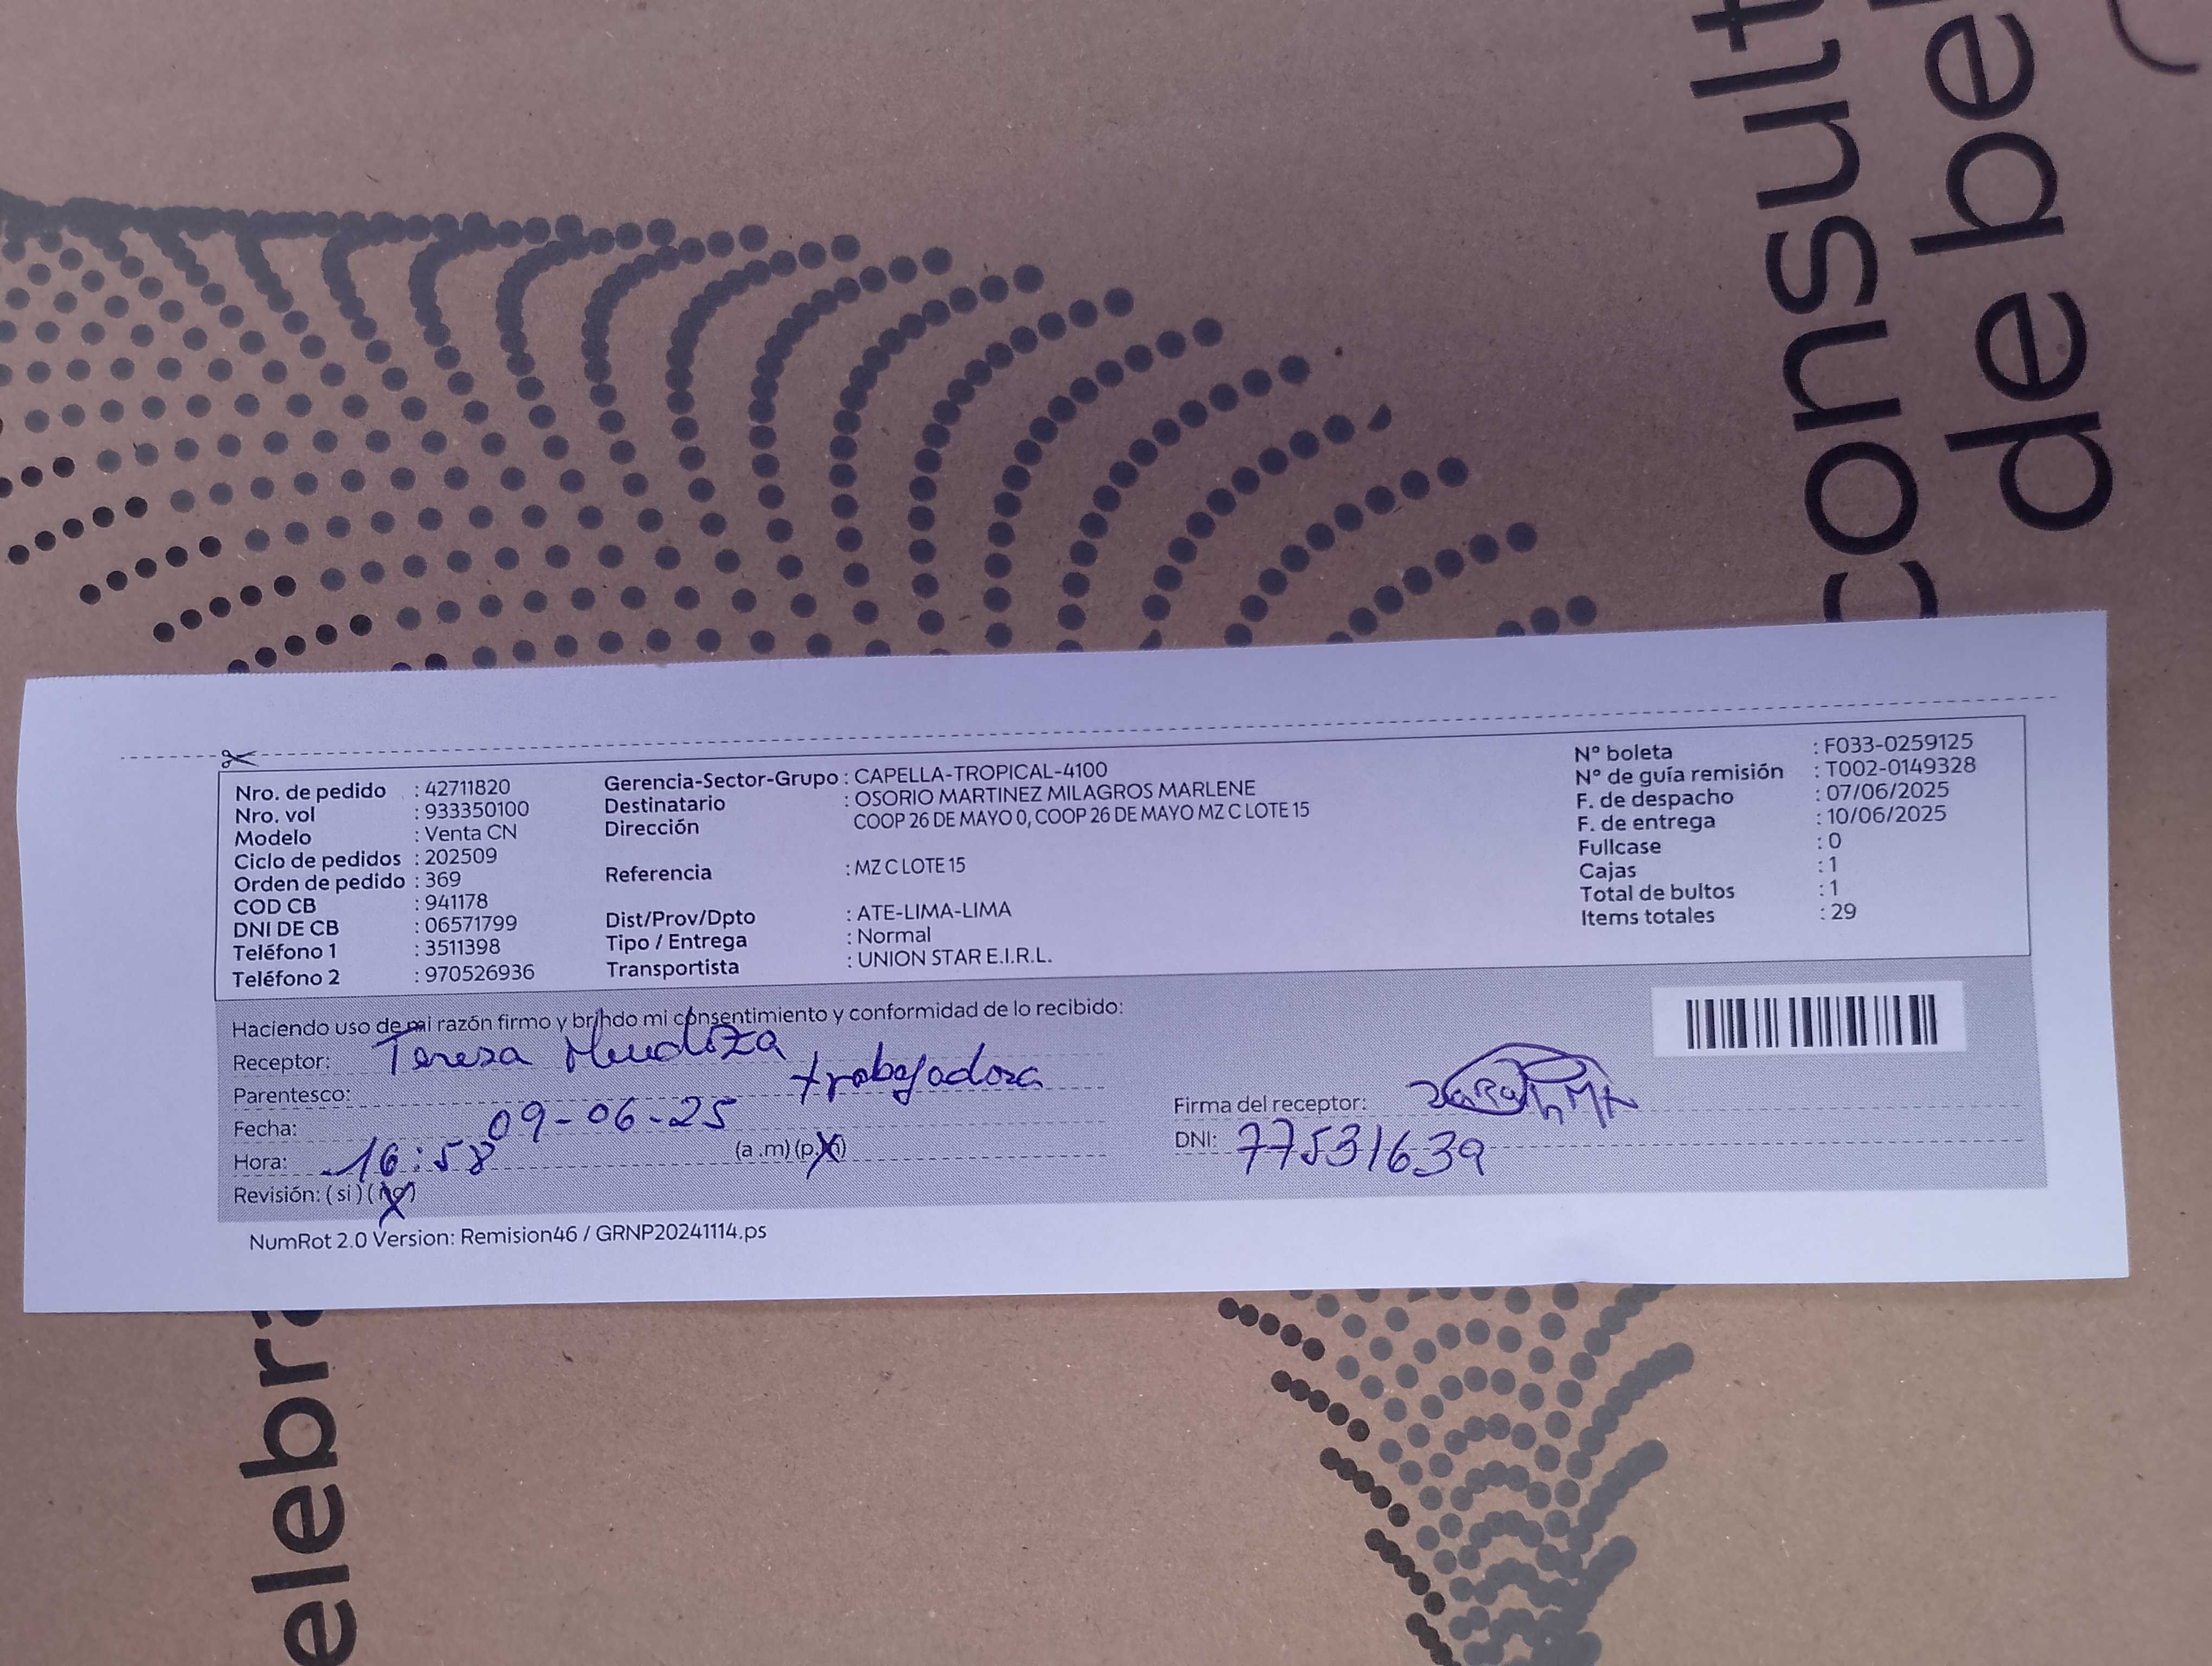 consult
de be
Nro. de pedido : 42711820
Nro. vol : 933350100
Modelo : Venta CN
Ciclo de pedidos : 202509
Orden de pedido : 369
COD CB : 941178
DNI DE CB : 06571799
Teléfono 1 : 3511398
Teléfono 2 : 970526936
Gerencia-Sector-Grupo : CAPELLA-TROPICAL-4100
Destinatario : OSORIO MARTINEZ MILAGROS MARLENE
Dirección COOP 26 DE MAYO 0, COOP 26 DE MAYO MZ C LOTE 15
Referencia : MZ C LOTE 15
Dist/Prov/Dpto : ATE-LIMA-LIMA
Tipo / Entrega : Normal
Transportista : UNION STAR E.I.R.L.
N° boleta : F033-0259125
N° de guía remisión : T002-0149328
F. de despacho : 07/06/2025
F. de entrega : 10/06/2025
Fullcase : 0
Cajas : 1
Total de bultos : 1
Items totales : 29
Haciendo uso de mi razón firmo y brindo mi consentimiento y conformidad de lo recibido:
Receptor: Teresa Mendoza
Parentesco: trabajadora
Fecha: 09-06-25
Hora: 16:58 (a.m) (p.m)
Revisión: (si) (no)
Firma del receptor:
DNI: 77531639
NumRot 2.0 Version: Remision46 / GRNP20241114.ps
elebra